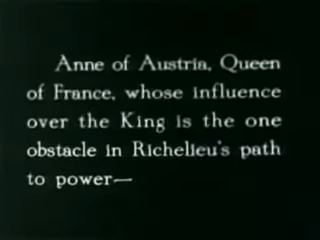 Anne of Austria, Queen
of France, whose influence
over the King is the one
obstacle in Richelieu's path
to power—